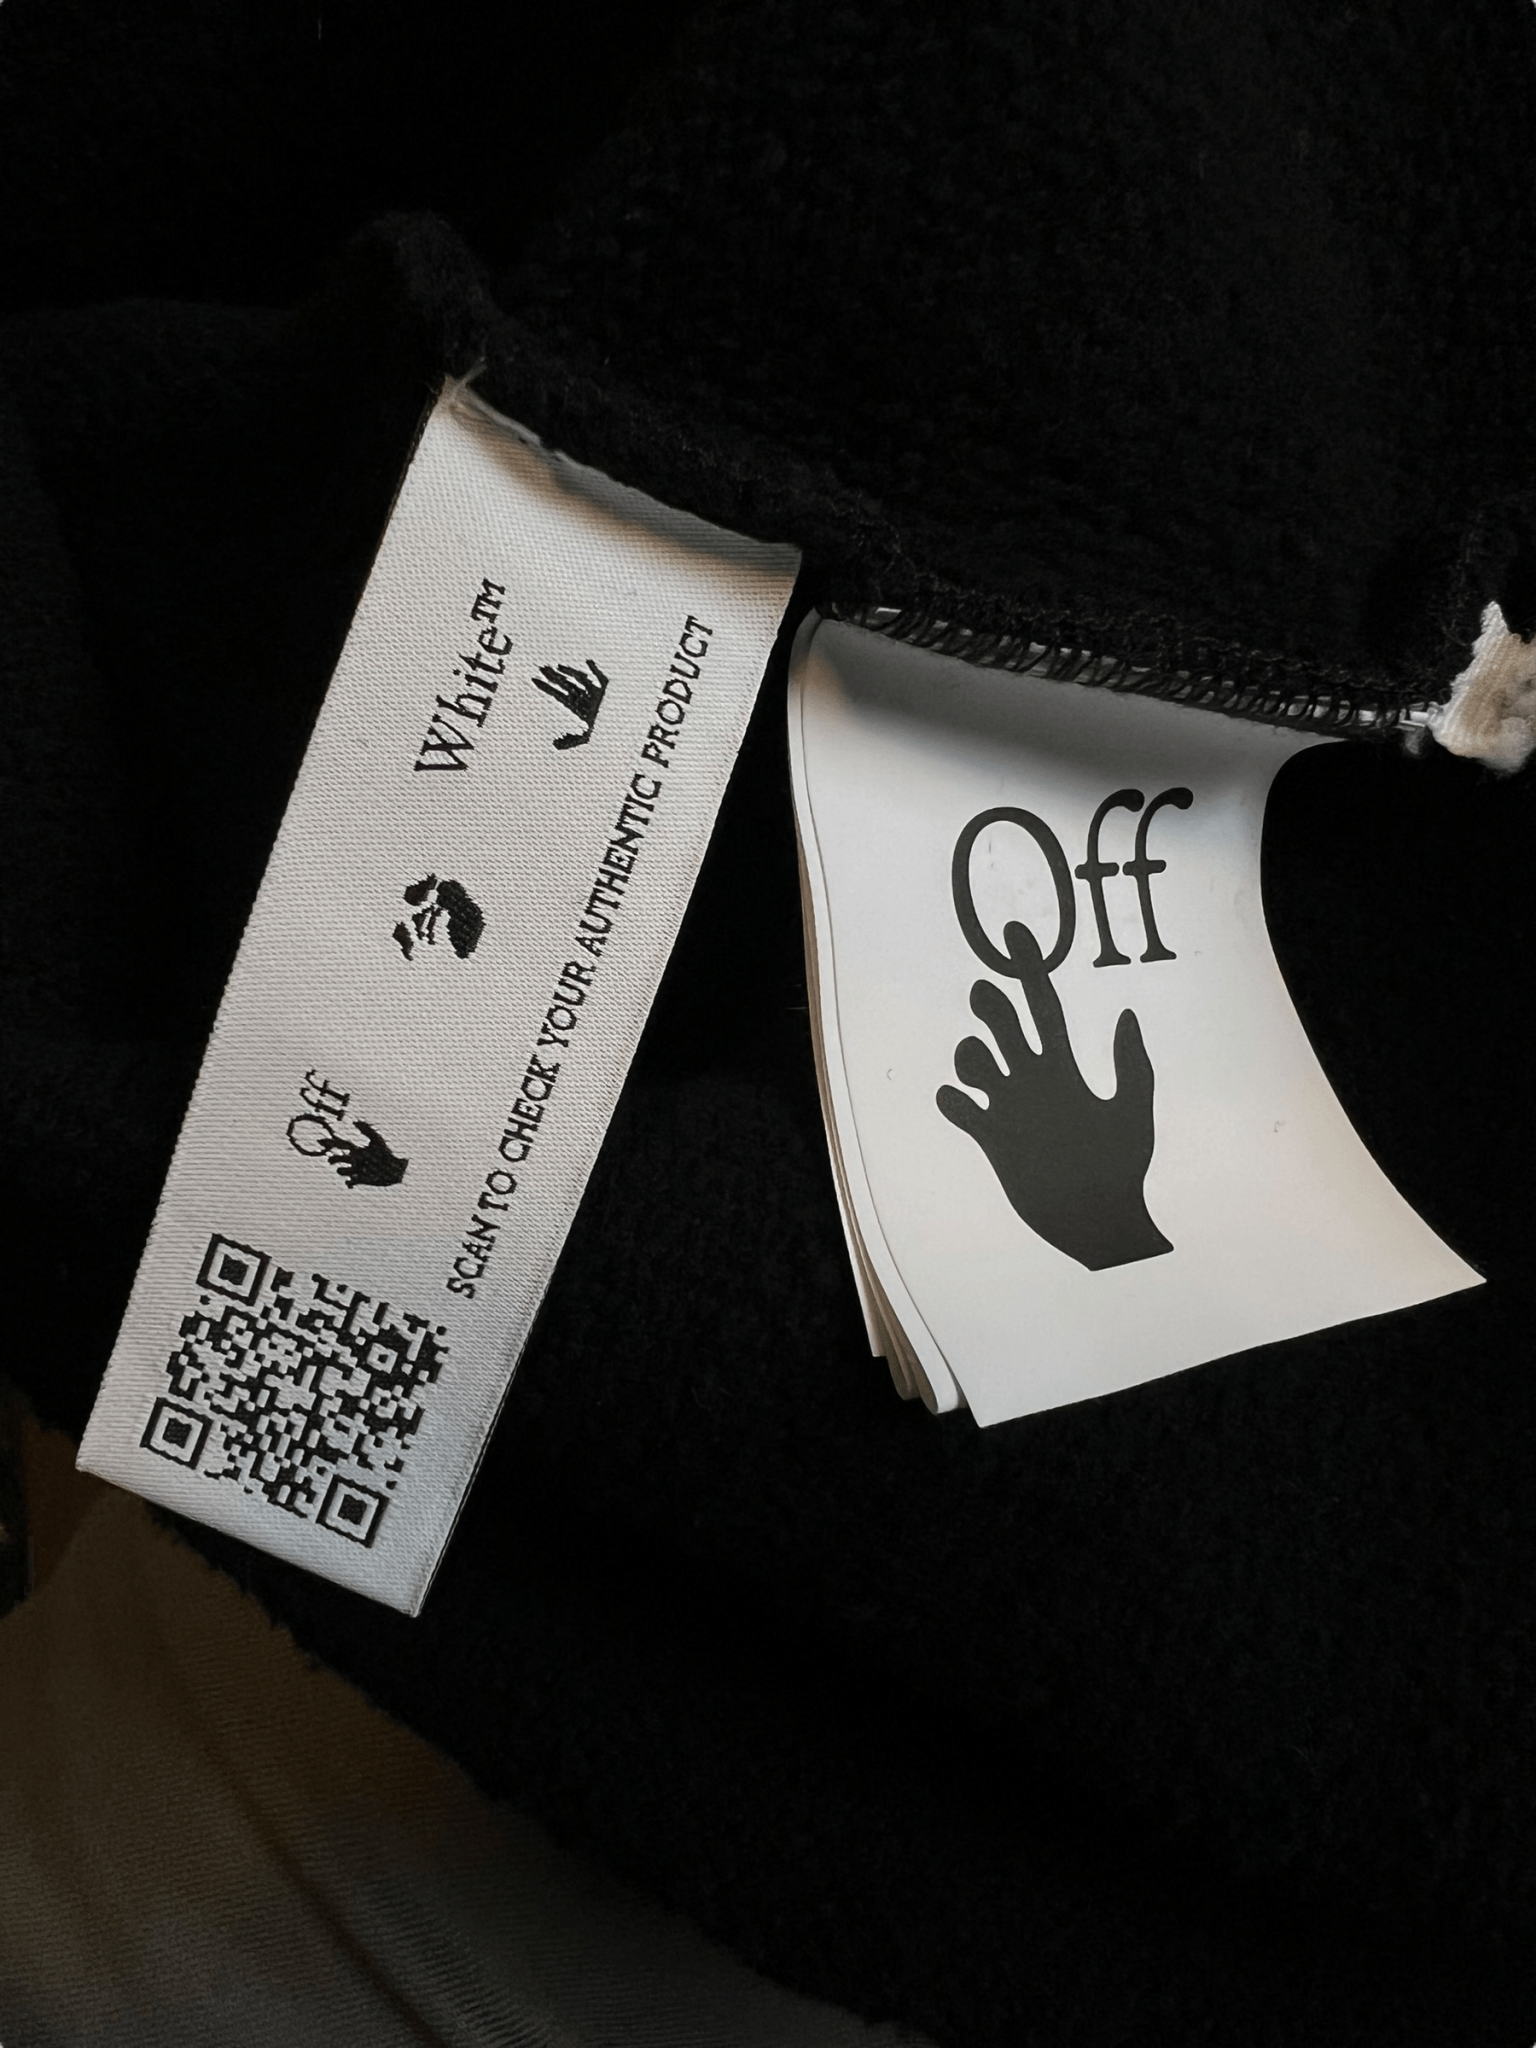 Off White™
SCAN TO CHECK YOUR AUTHENTIC PRODUCT
Off